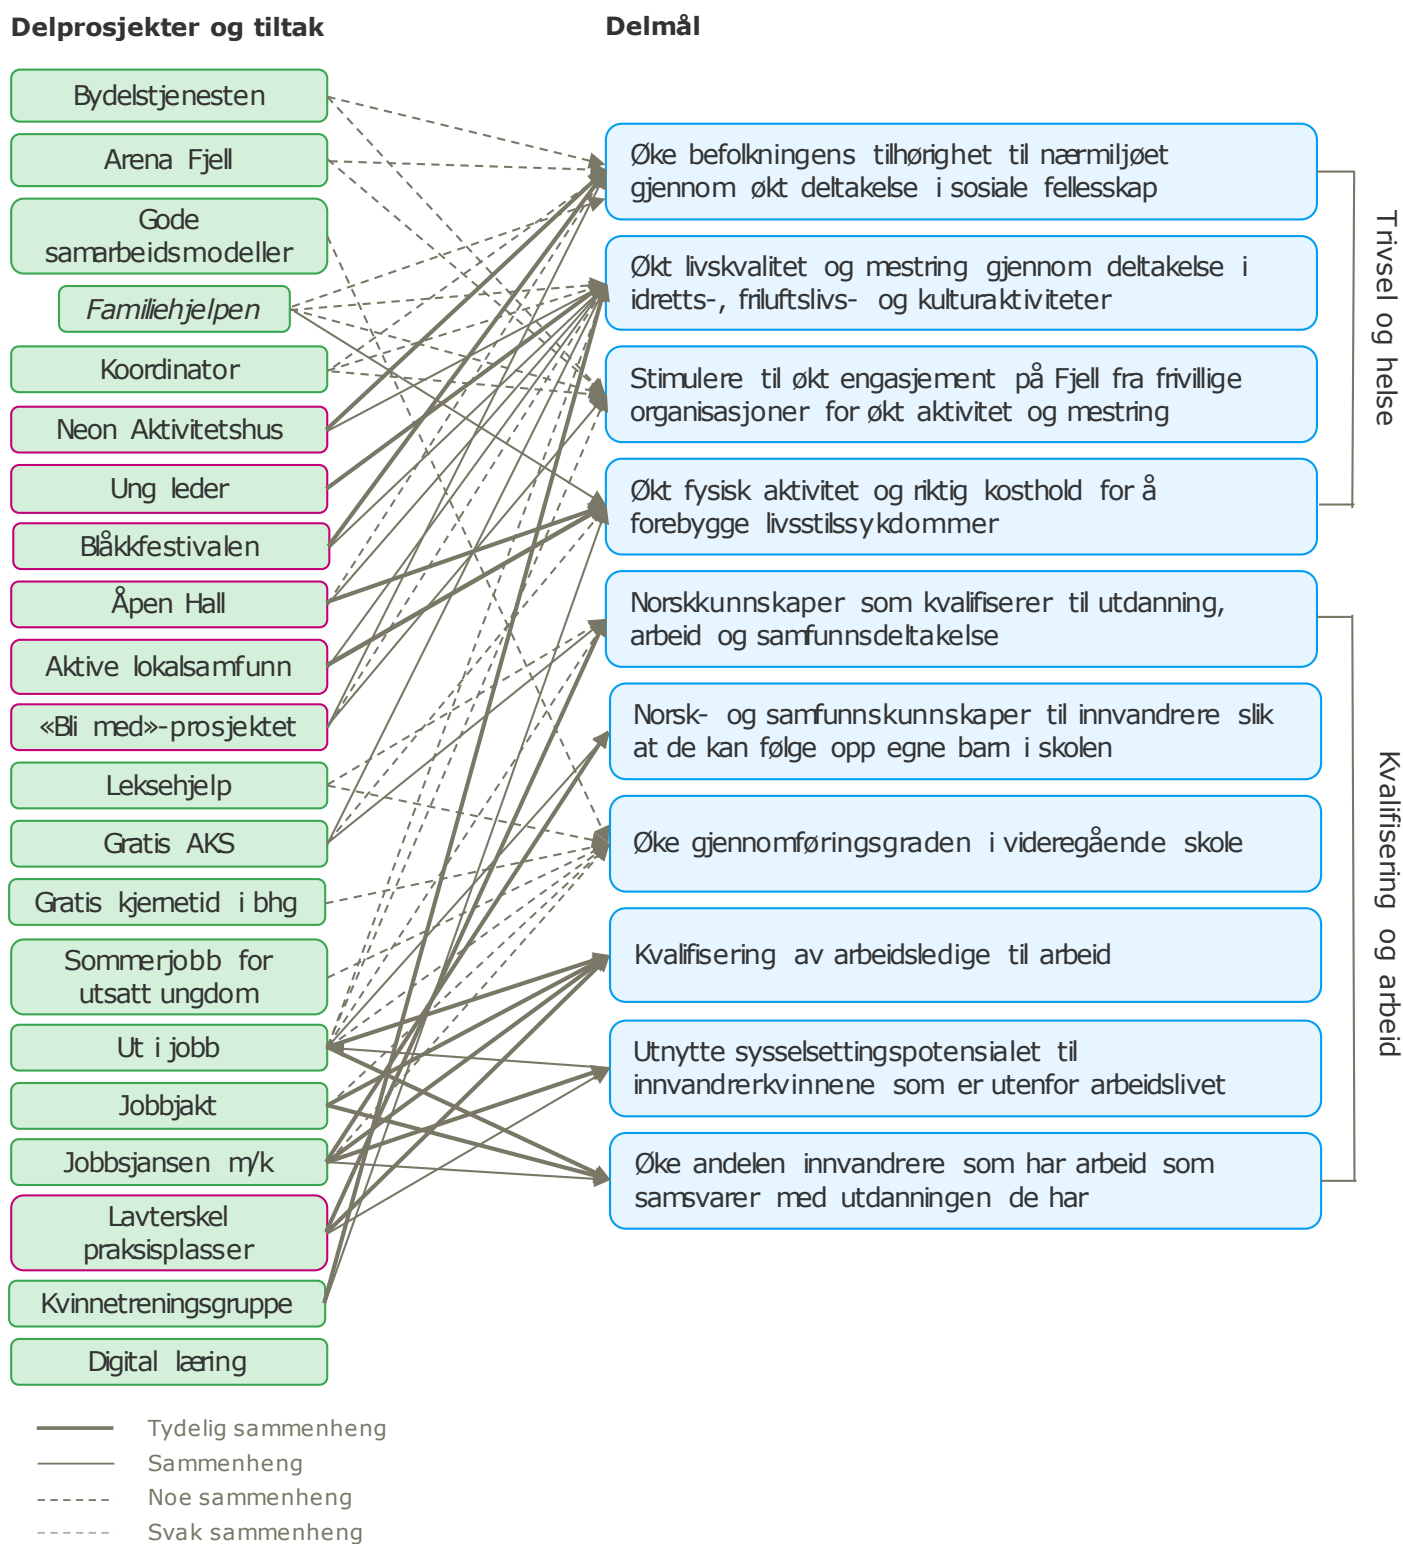 Delprosjekter og tiltak
Delmål
Bydelstjenesten
Arena Fjell
Gode
samarbeidsmodeller
Familiehjelpen
Koordinator
Neon Aktivitetshus
Ung leder
Blåkkfestivalen
Åpen Hall
Aktive lokalsamfunn
«Bli med»-prosjektet
Leksehjelp
Gratis AKS
Gratis kjernetid i bhg
Sommerjobb for
utsatt ungdom
Ut i jobb
Jobbjakt
Jobbsjansen m/k
Lavterskel
praksisplasser
Kvinnetreningsgruppe
Digital læring
Øke befolkningens tilhørighet til nærmiljøet
gjennom økt deltakelse i sosiale fellesskap
Økt livskvalitet og mestring gjennom deltakelse i
idretts-, friluftslivs- og kulturaktiviteter
Stimulere til økt engasjement på Fjell fra frivillige
organisasjoner for økt aktivitet og mestring
Økt fysisk aktivitet og riktig kosthold for å
forebygge livsstilssykdommer
Norskkunnskaper som kvalifiserer til utdanning,
arbeid og samfunnsdeltakelse
Norsk- og samfunnskunnskaper til innvandrere slik
at de kan følge opp egne barn i skolen
Øke gjennomføringsgraden i videregående skole
Kvalifisering av arbeidsledige til arbeid
Utnytte sysselsettingspotensialet til
innvandrerkvinnene som er utenfor arbeidslivet
Øke andelen innvandrere som har arbeid som
samsvarer med utdanningen de har
Trivsel og helse
Kvalifisering og arbeid
Tydelig sammenheng
Sammenheng
Noe sammenheng
Svak sammenheng